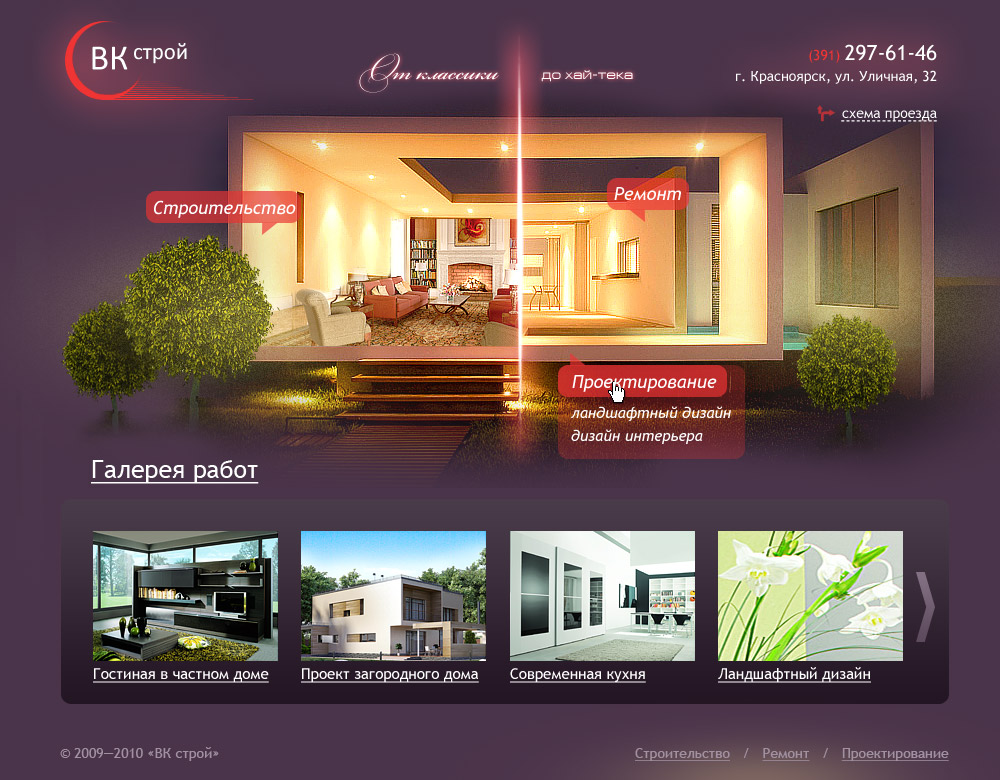 ВК строй
От классики до хай-тека
(391) 297-61-46
г. Красноярск, ул. Уличная, 32
схема проезда
Строительство
Ремонт
Проектирование
ландшафтный дизайн
дизайн интерьера
Галерея работ
Гостиная в частном доме
Проект загородного дома
Современная кухня
Ландшафтный дизайн
© 2009—2010 «ВК строй»
Строительство / Ремонт / Проектирование